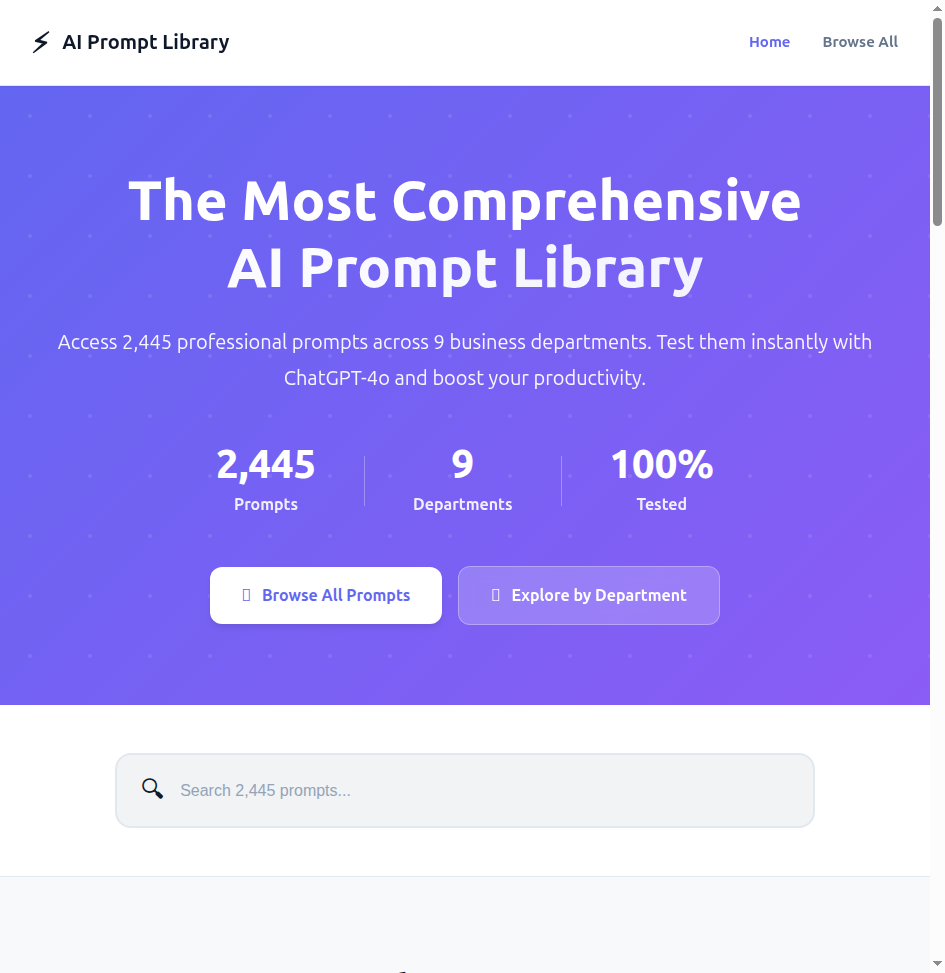 AI Prompt Library
Home
Browse All
The Most Comprehensive
AI Prompt Library
Access 2,445 professional prompts across 9 business departments. Test them instantly with
ChatGPT-4o and boost your productivity.
2,445
9
100%
Prompts
Departments
Tested
Browse All Prompts
Explore by Department
Search 2,445 prompts...